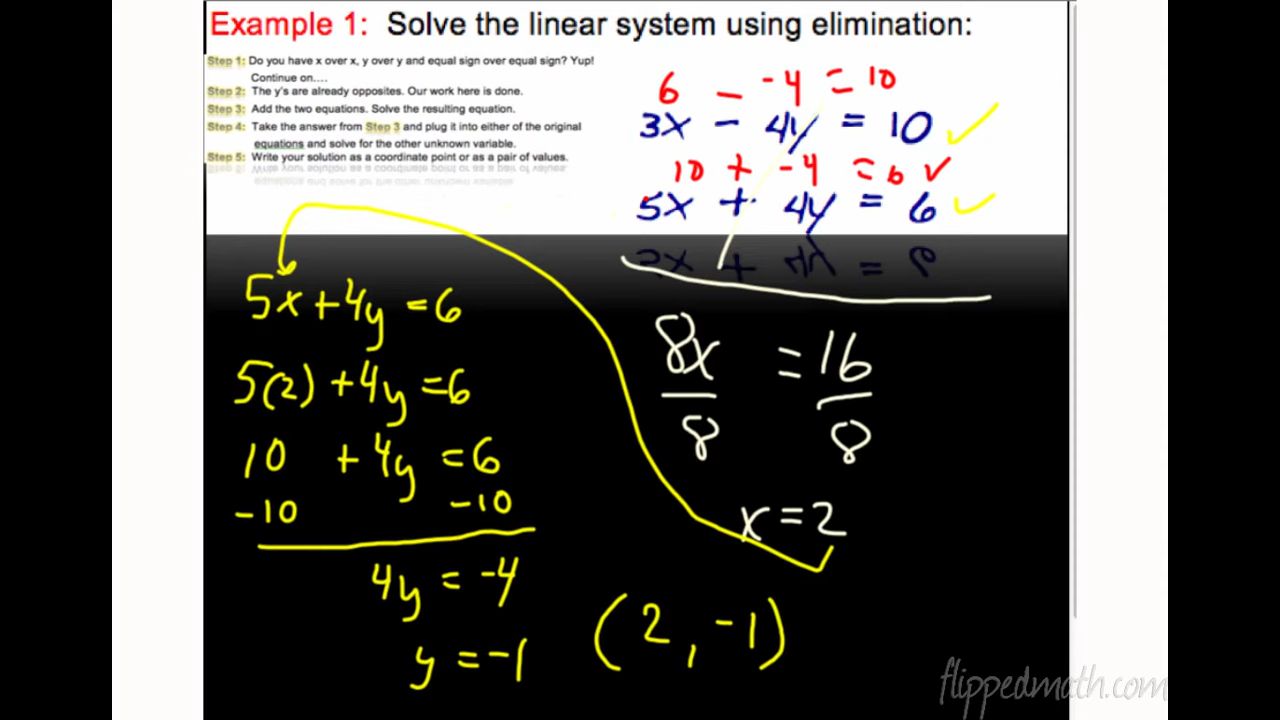 Example 1: Solve the linear system using elimination:
Step 1: Do you have x over x, y over y and equal sign over equal sign? Yup!
Continue on....
Step 2: The y's are already opposites. Our work here is done.
Step 3: Add the two equations. Solve the resulting equation.
Step 4: Take the answer from Step 3 and plug it into either of the original
equations and solve for the other unknown variable.
Step 5: Write your solution as a coordinate point or as a pair of values.
6 - -4 = 10
3x - 4y = 10 ✓
10 + -4 = 6 ✓
5x + 4y = 6 ✓
8x = 16
8 8
x = 2
5x + 4y = 6
5(2) + 4y = 6
10 + 4y = 6
-10 -10
4y = -4
y = -1
(2, -1)
flippedmath.com